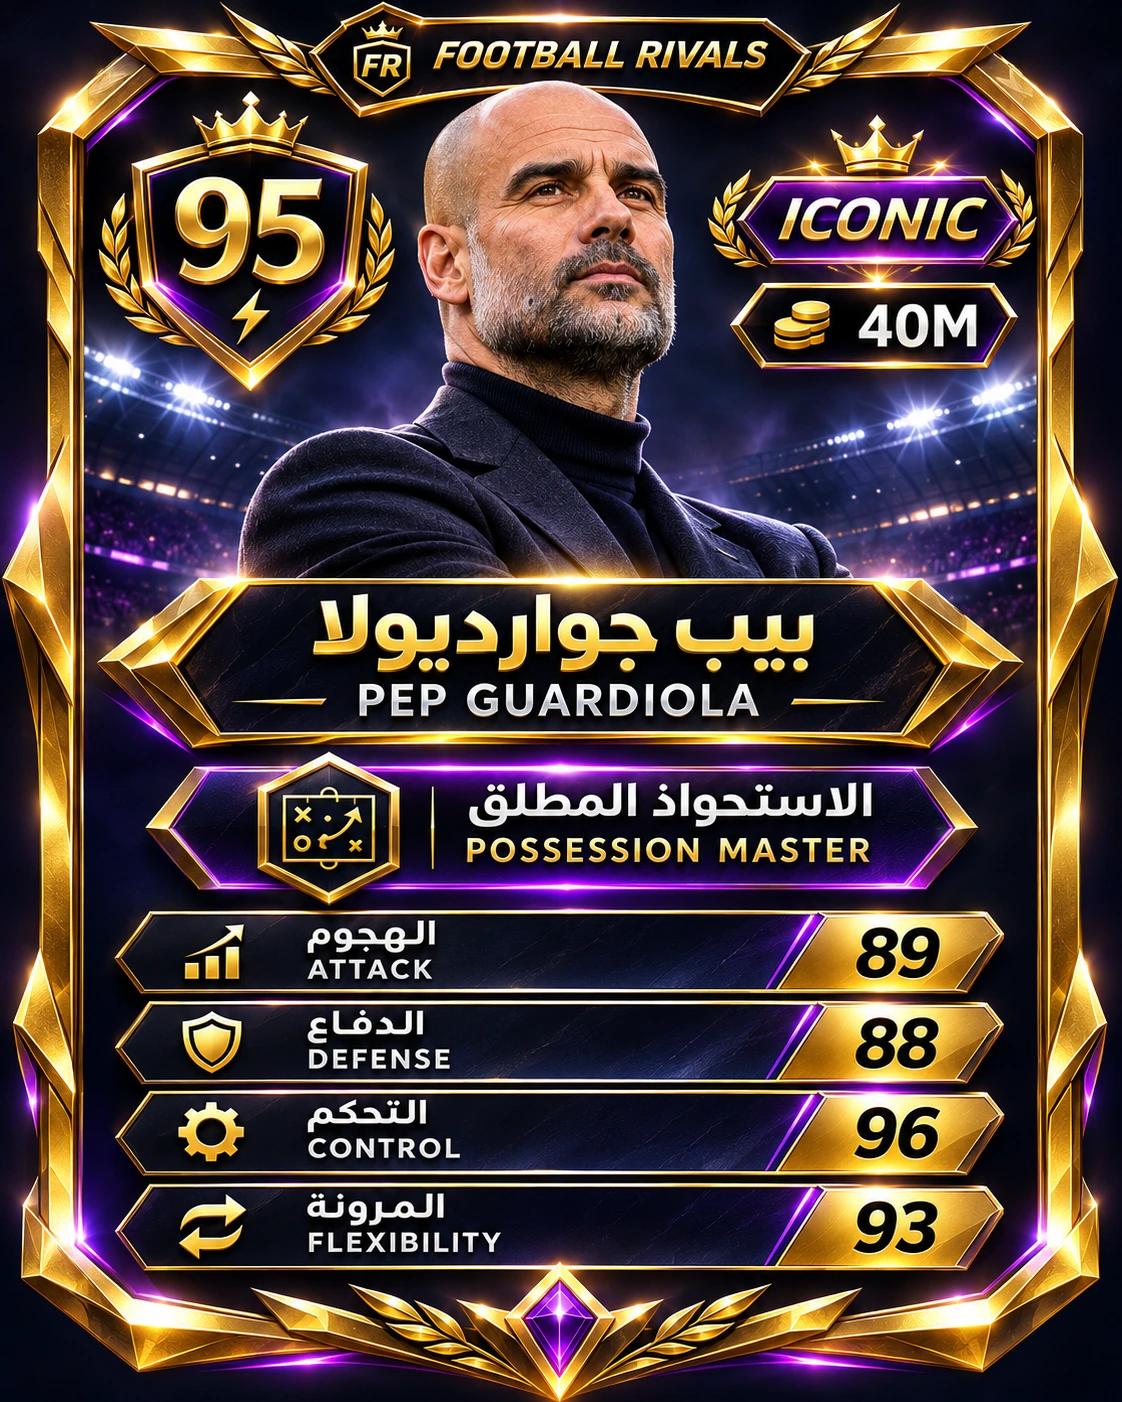 FR FOOTBALL RIVALS
95
ICONIC
40M
بيب جوارديولا
PEP GUARDIOLA
الاستحواذ المطلق
POSSESSION MASTER
الهجوم
ATTACK
89
الدفاع
DEFENSE
88
التحكم
CONTROL
96
المرونة
FLEXIBILITY
93